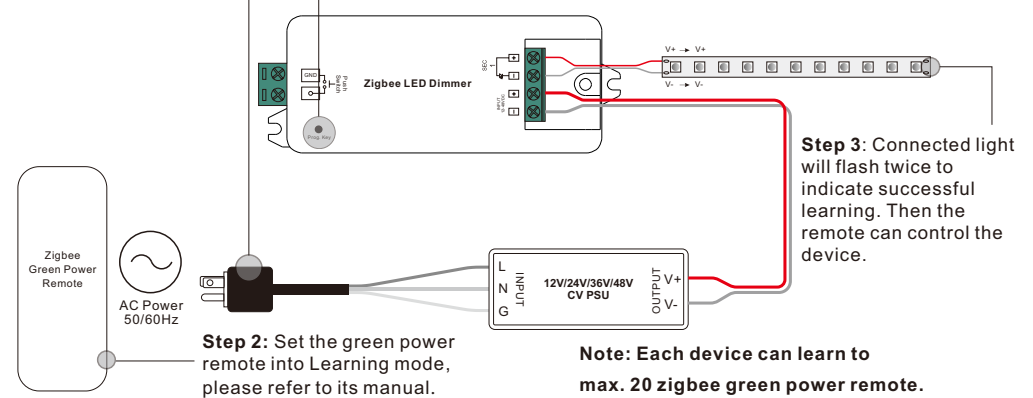 V+ → V+
V- → V-
SEC
1
+
−
+
−
GND
Push
Switch
Zigbee LED Dimmer
Prog. Key
Step 3: Connected light
will flash twice to
indicate successful
learning. Then the
remote can control the
device.
Zigbee
Green Power
Remote
AC Power
50/60Hz
L
N
G
INPUT
12V/24V/36V/48V
CV PSU
OUTPUT
V+
V-
Step 2: Set the green power
remote into Learning mode,
please refer to its manual.
Note: Each device can learn to
max. 20 zigbee green power remote.